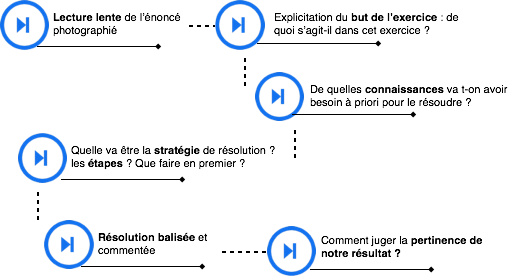 Lecture lente de l'énoncé
photographié
Explicitation du but de l'exercice : de
quoi s'agit-il dans cet exercice ?
De quelles connaissances va t-on avoir
besoin à priori pour le résoudre ?
Quelle va être la stratégie de résolution ?
les étapes ? Que faire en premier ?
Résolution balisée et
commentée
Comment juger la pertinence de
notre résultat ?